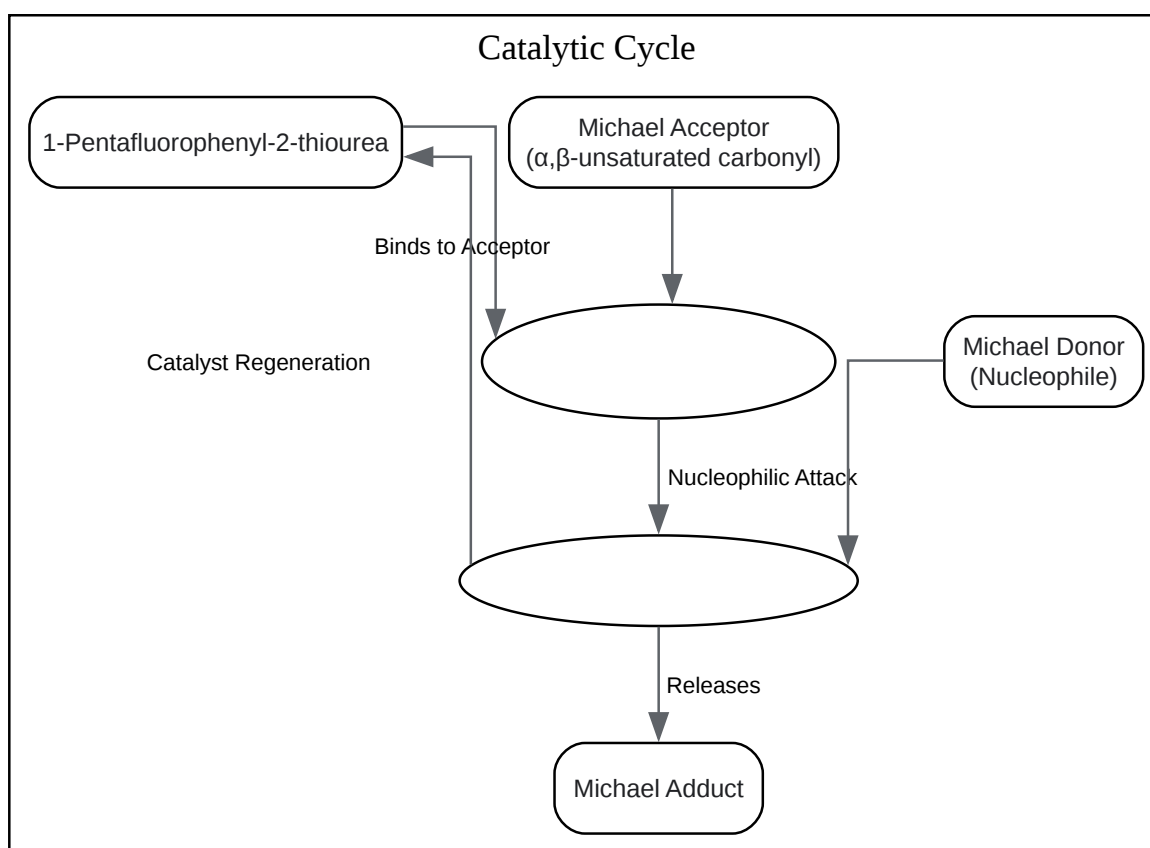 Catalytic Cycle
1-Pentafluorophenyl-2-thiourea
Michael Acceptor
(α,β-unsaturated carbonyl)
Binds to Acceptor
Catalyst Regeneration
Michael Donor
(Nucleophile)
Nucleophilic Attack
Releases
Michael Adduct